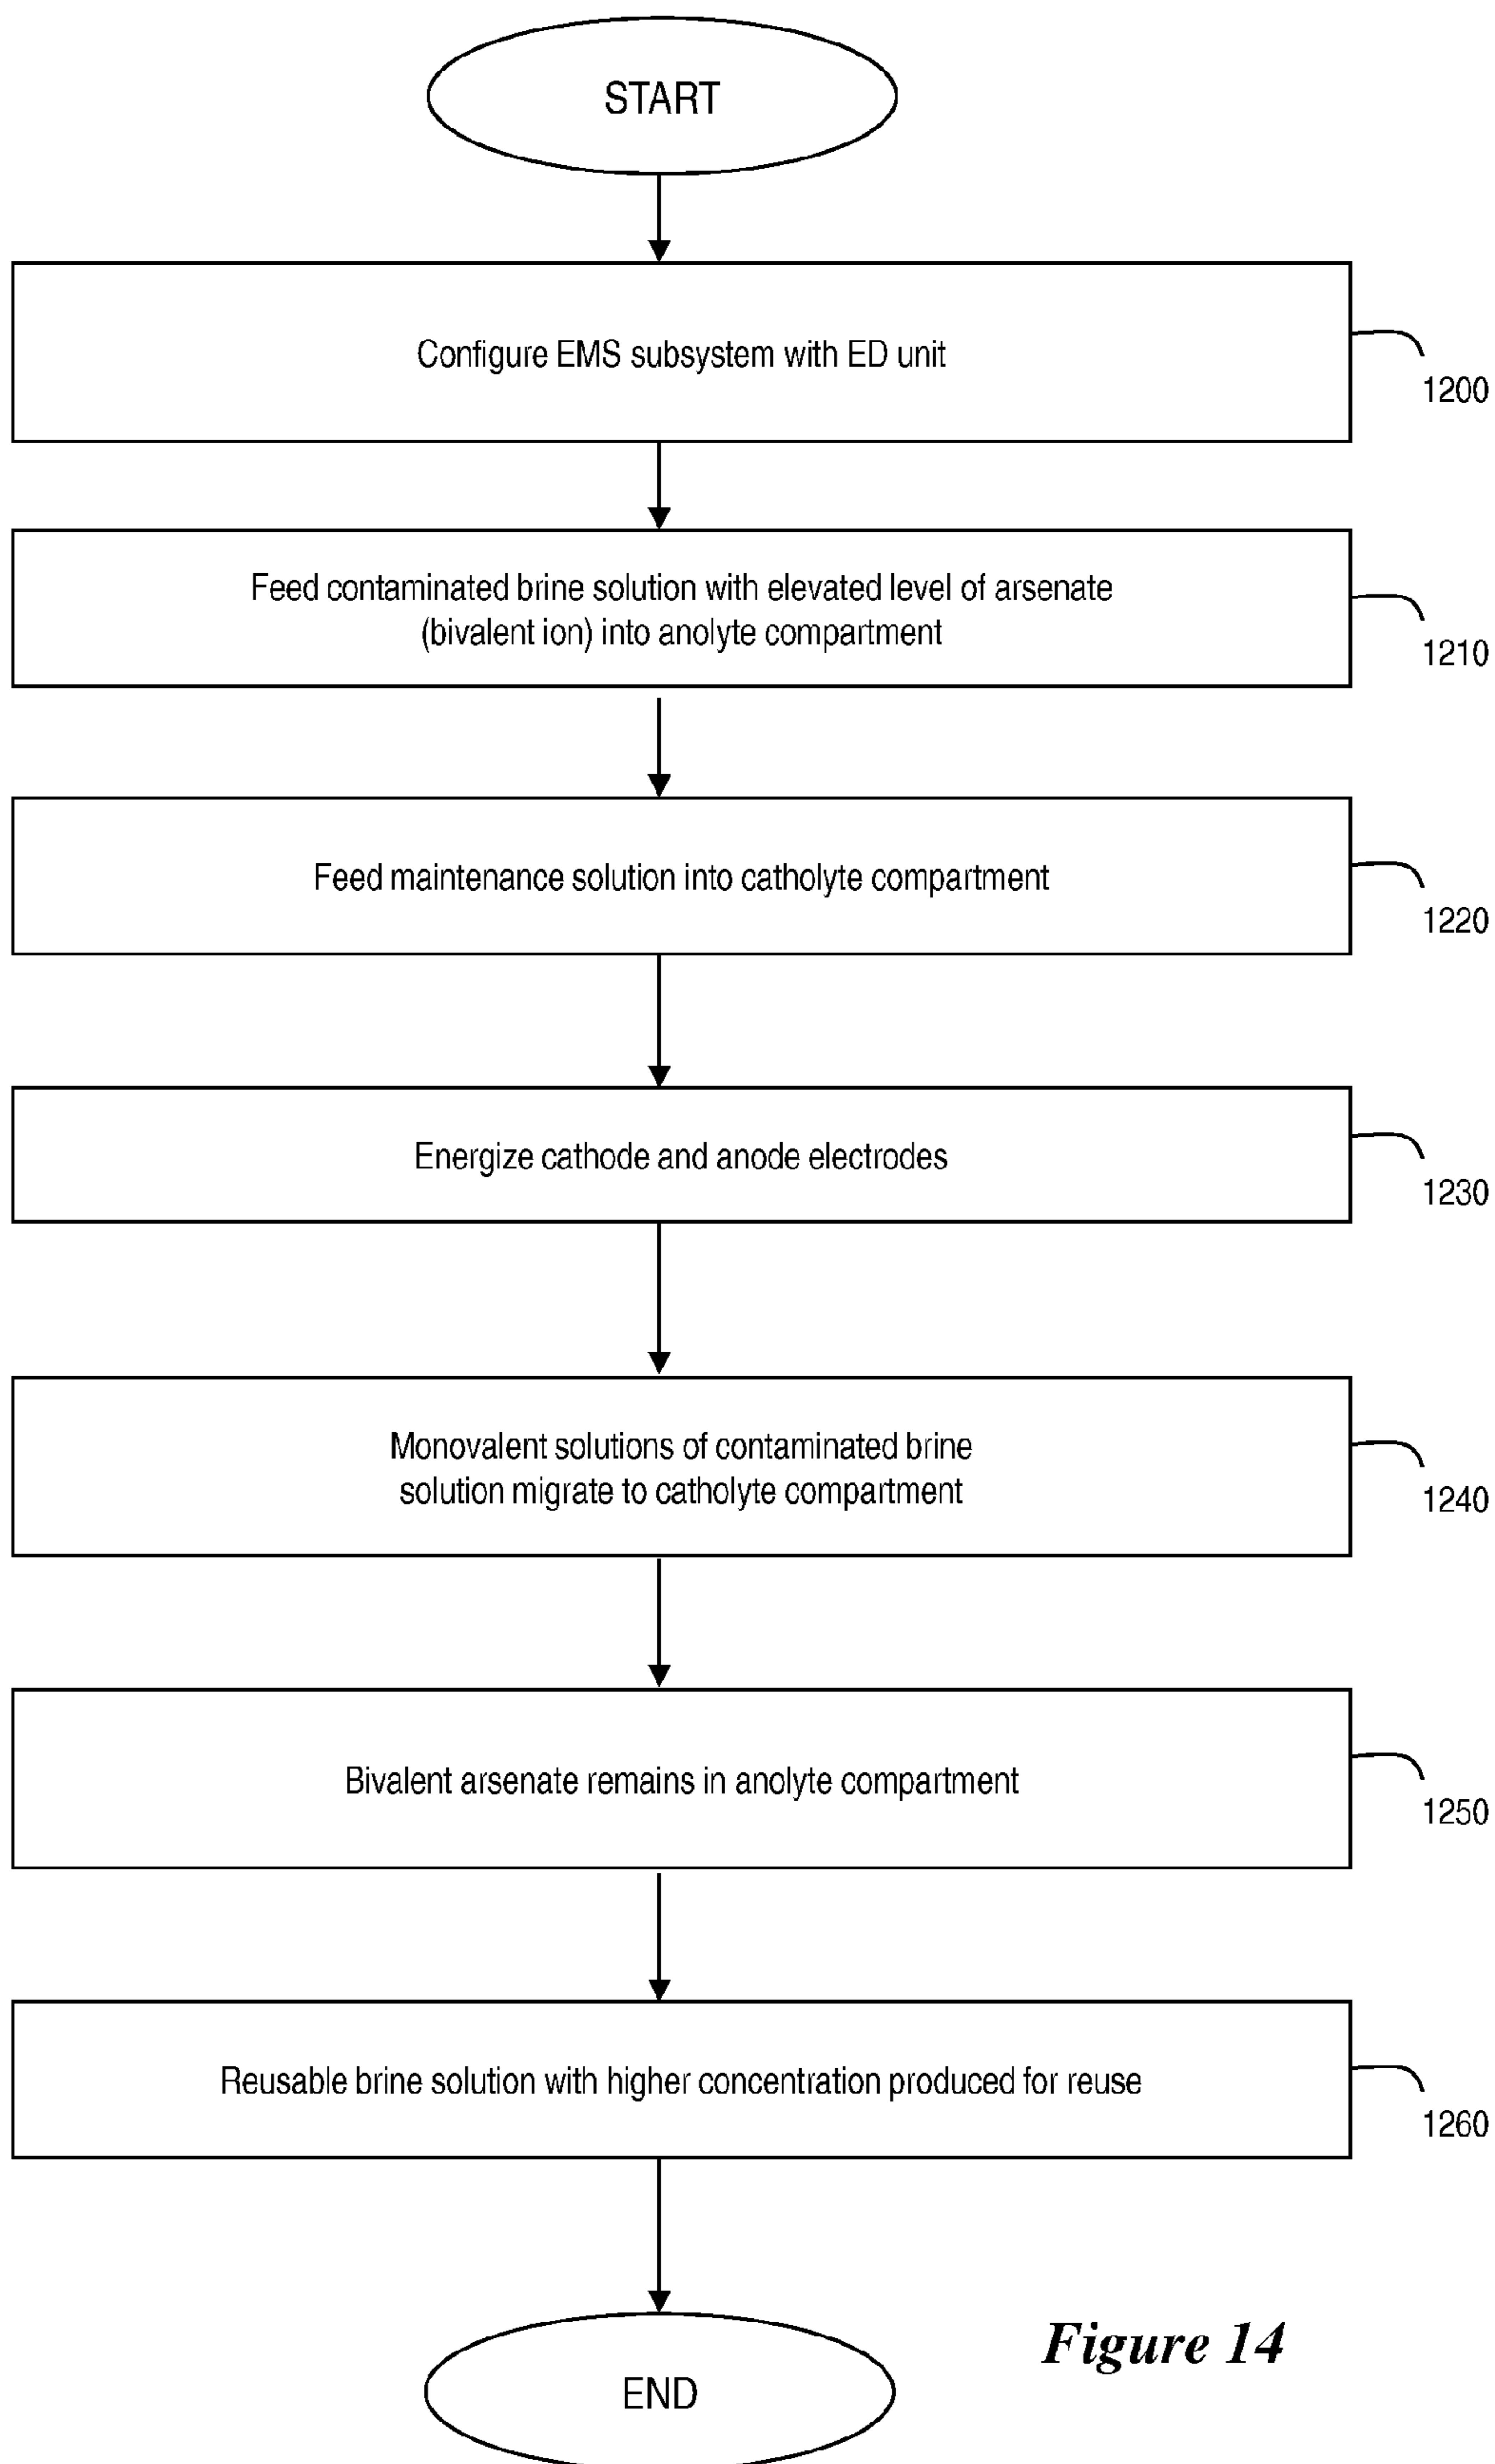 START
Configure EMS subsystem with ED unit
1200
Feed contaminated brine solution with elevated level of arsenate
(bivalent ion) into anolyte compartment
1210
Feed maintenance solution into catholyte compartment
1220
Energize cathode and anode electrodes
1230
Monovalent solutions of contaminated brine
solution migrate to catholyte compartment
1240
Bivalent arsenate remains in anolyte compartment
1250
Reusable brine solution with higher concentration produced for reuse
1260
END
Figure 14